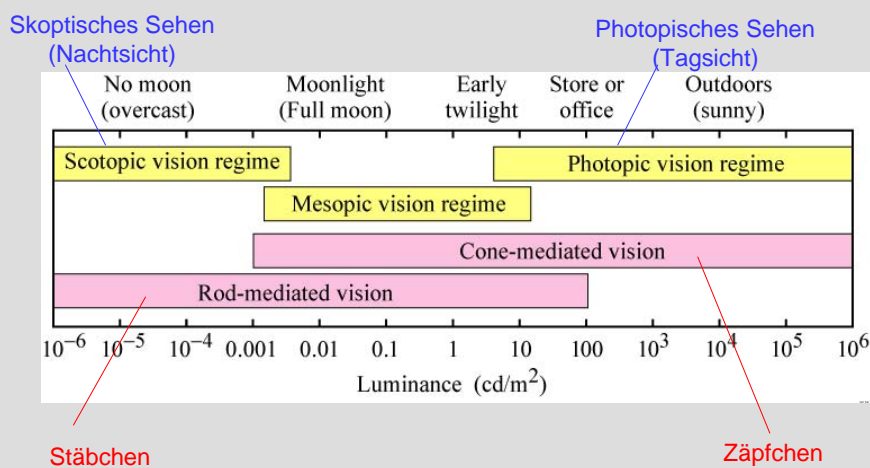 Skoptisches Sehen
(Nachtsicht)
Photopisches Sehen
(Tagsicht)
No moon
(overcast)
Moonlight
(Full moon)
Early
twilight
Store or
office
Outdoors
(sunny)
Scotopic vision regime
Photopic vision regime
Mesopic vision regime
Cone-mediated vision
Rod-mediated vision
10⁻⁶ 10⁻⁵ 10⁻⁴ 0.001 0.01 0.1 1 10 100 10³ 10⁴ 10⁵ 10⁶
Luminance (cd/m²)
Stäbchen
Zäpfchen